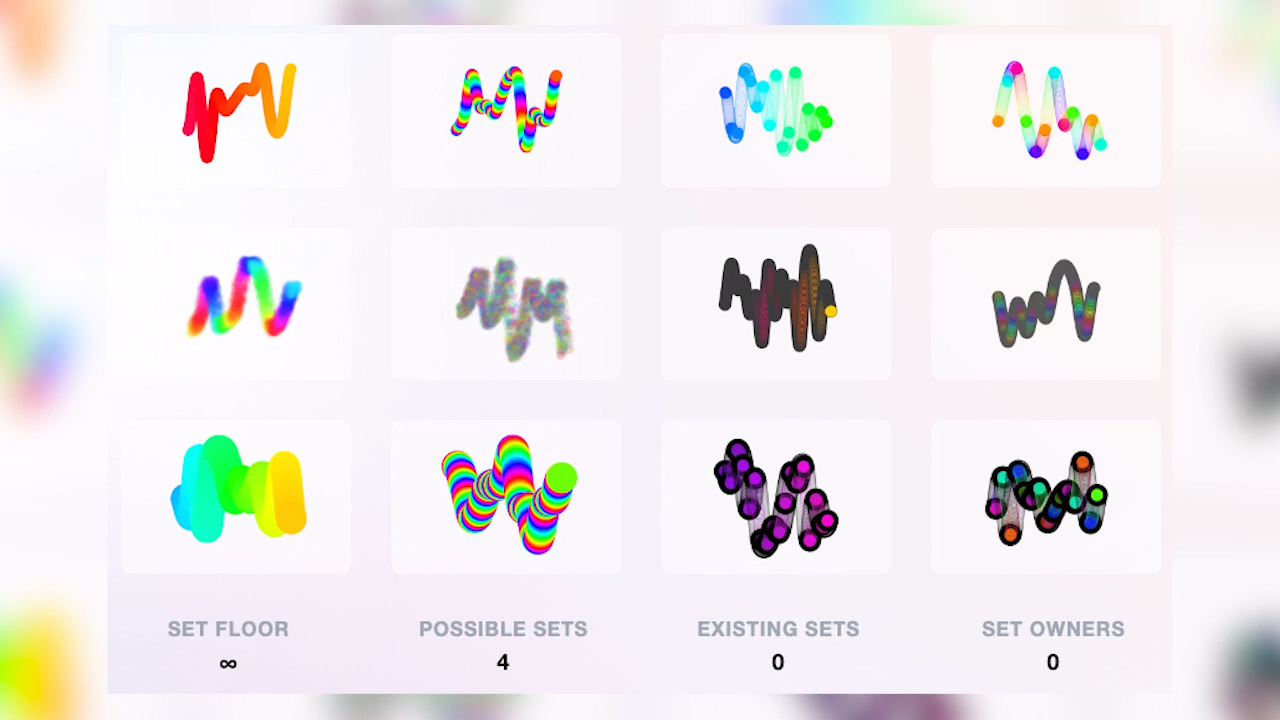 SET FLOOR POSSIBLE SETS EXISTING SETS SET OWNERS
∞ 4 0 0